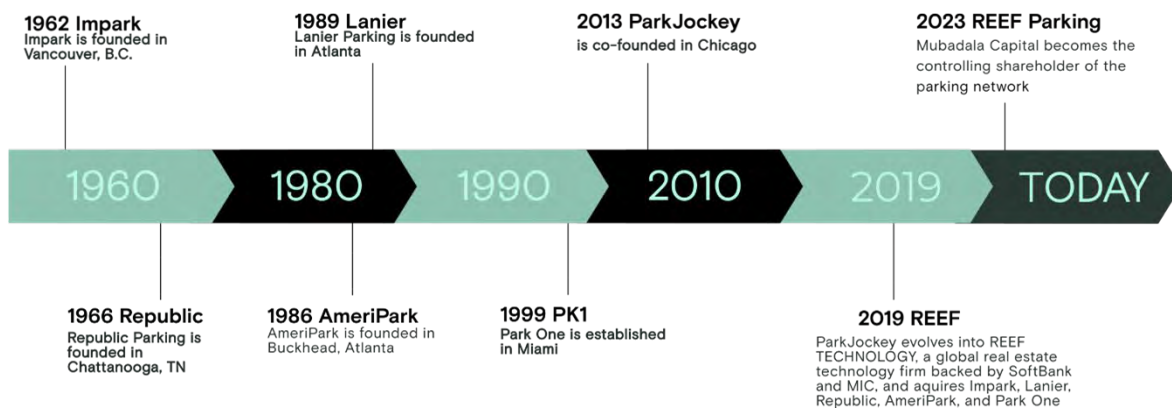 1962 Impark
Impark is founded in
Vancouver, B.C.
1989 Lanier
Lanier Parking is founded
in Atlanta
2013 ParkJockey
is co-founded in Chicago
2023 REEF Parking
Mubadala Capital becomes the
controlling shareholder of the
parking network
1960
1980
1990
2010
2019
TODAY
1966 Republic
Republic Parking is
founded in
Chattanooga, TN
1986 AmeriPark
AmeriPark is founded in
Buckhead, Atlanta
1999 PK1
Park One is established
in Miami
2019 REEF
ParkJockey evolves into REEF
TECHNOLOGY, a global real estate
technology firm backed by SoftBank
and MIC, and aquires Impark, Lanier,
Republic, AmeriPark, and Park One